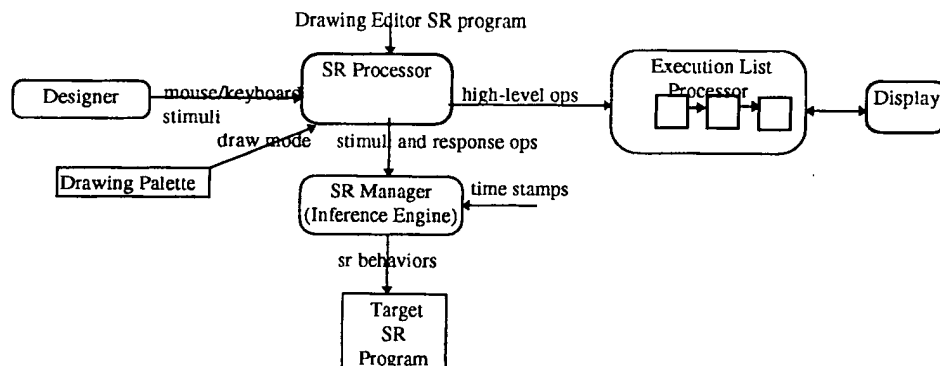 Drawing Editor SR program
SR Processor
Designer
mouse/keyboard
stimuli
high-level ops
Execution List
Processor
Display
draw mode
stimuli and response ops
Drawing Palette
SR Manager
(Inference Engine)
time stamps
sr behaviors
Target
SR
Program